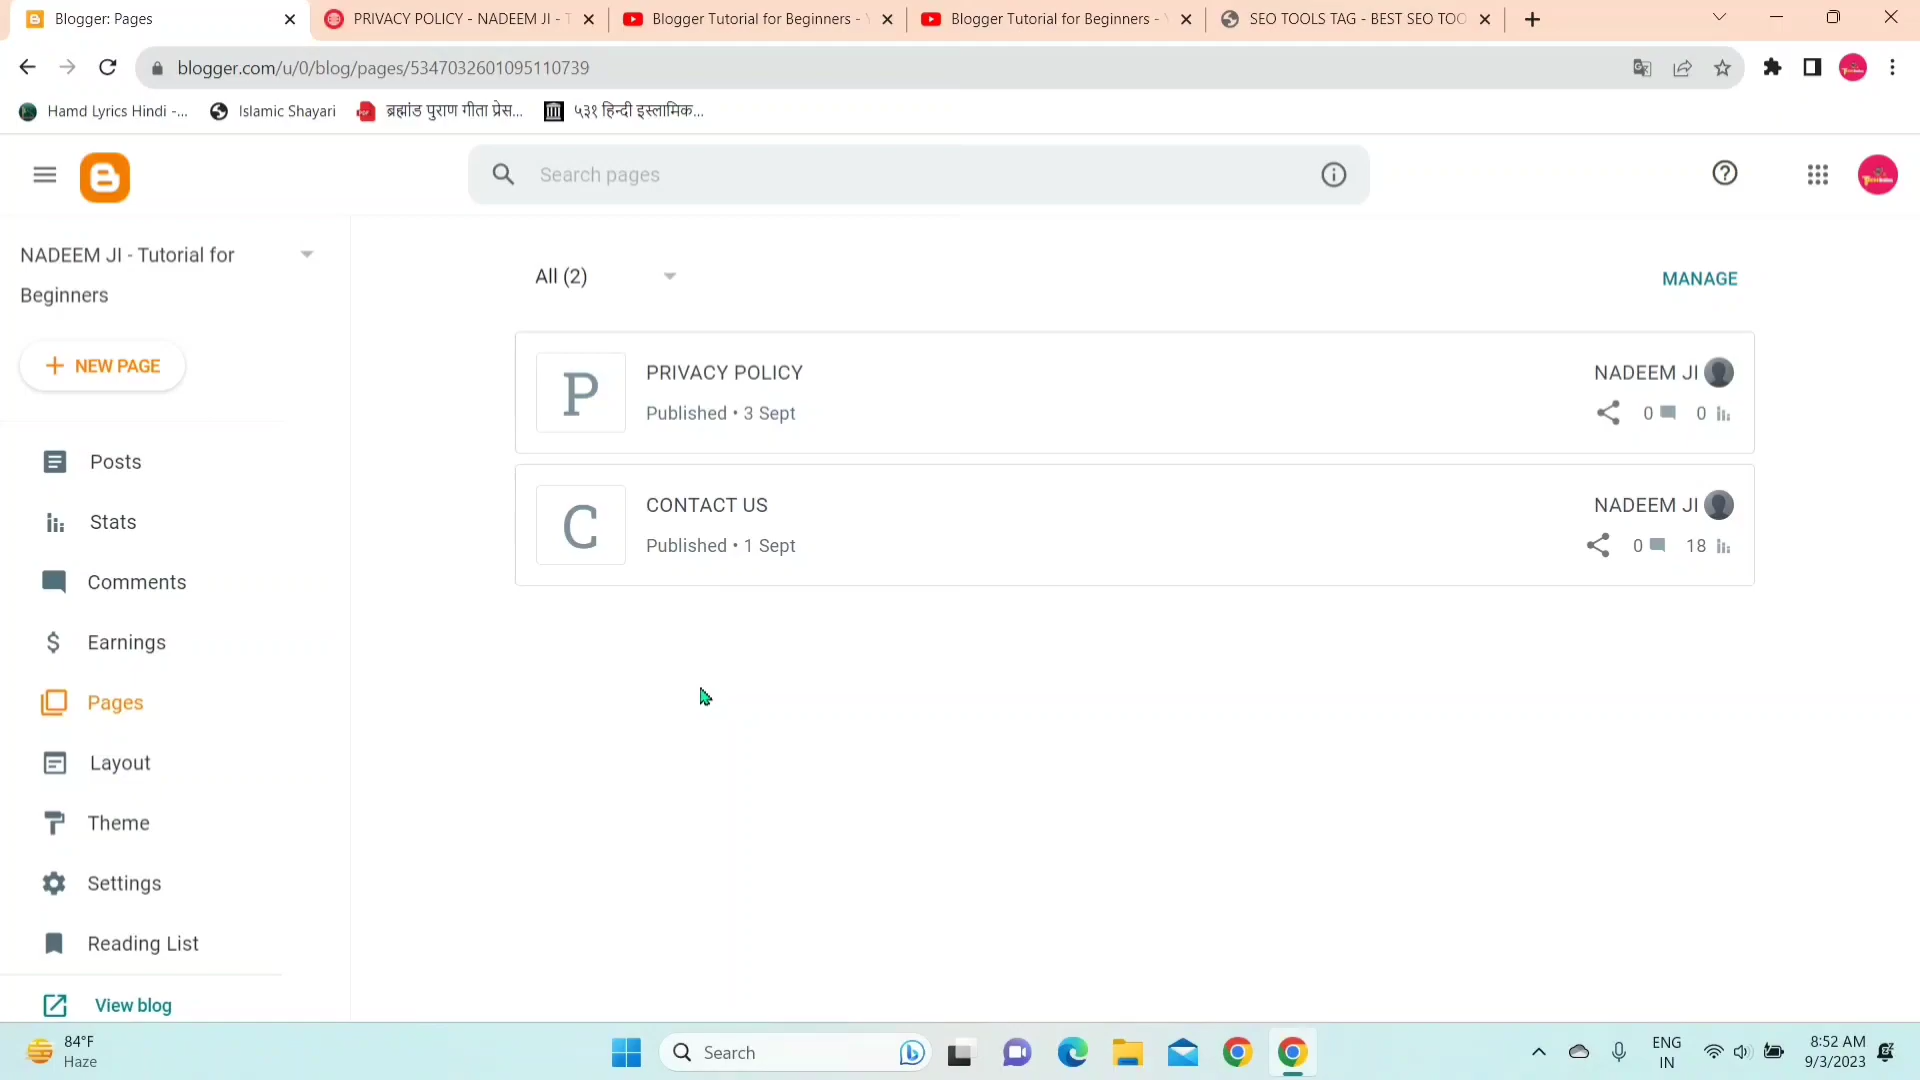 Blogger: Pages
PRIVACY POLICY - NADEEM JI -
Blogger Tutorial for Beginners -
Blogger Tutorial for Beginners -
SEO TOOLS TAG - BEST SEO TOO
blogger.com/u/0/blog/pages/5347032601095110739
Hamd Lyrics Hindi -...
Islamic Shayari
ब्रह्मांड पुराण गीता प्रेस...
५३१ हिन्दी इस्लामिक...
Search pages
NADEEM JI - Tutorial for
Beginners
NEW PAGE
Posts
Stats
Comments
Earnings
Pages
Layout
Theme
Settings
Reading List
View blog
All (2)
MANAGE
P
PRIVACY POLICY
Published • 3 Sept
NADEEM JI
0
0
C
CONTACT US
Published • 1 Sept
NADEEM JI
0
18
84°F
Haze
Search
ENG
IN
8:52 AM
9/3/2023